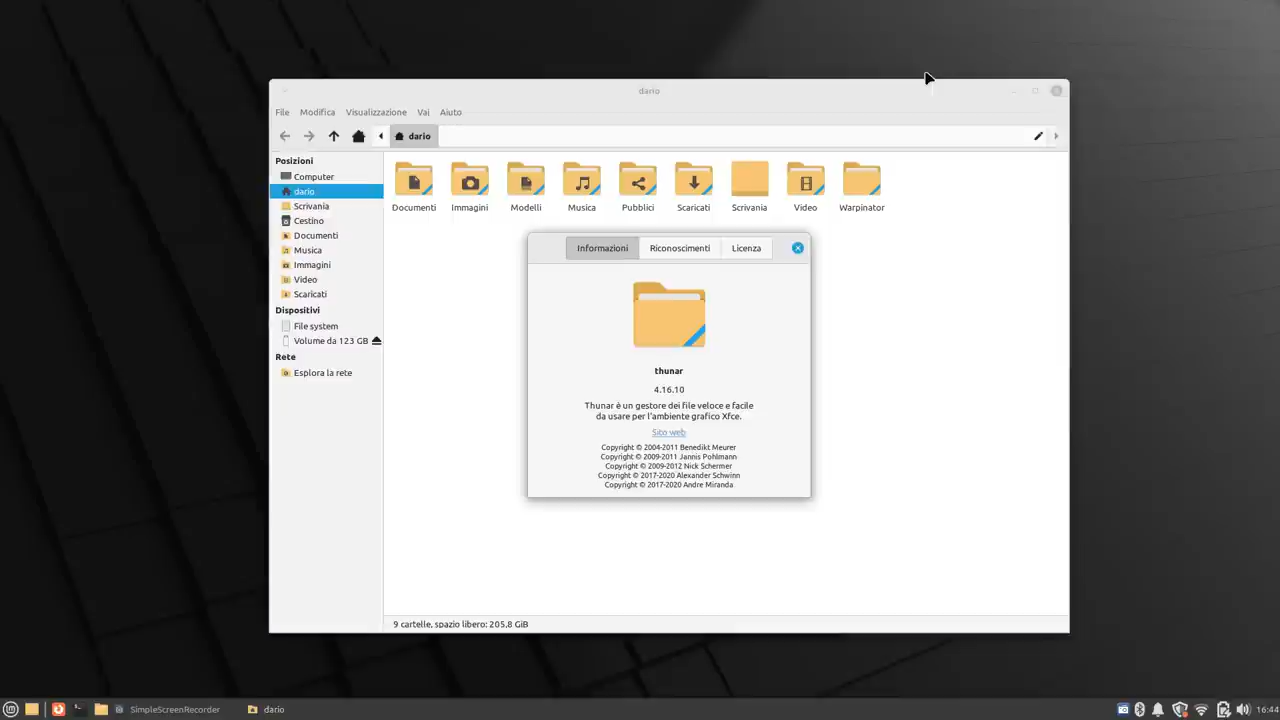 dario
File Modifica Visualizzazione Vai Aiuto
dario
Posizioni
Computer
dario
Scrivania
Cestino
Documenti
Musica
Immagini
Video
Scaricati
Dispositivi
File system
Volume da 123 GB
Rete
Esplora la rete
Documenti Immagini Modelli Musica Pubblici Scaricati Scrivania Video Warpinator
Informazioni Riconoscimenti Licenza
thunar
4.16.10
Thunar è un gestore dei file veloce e facile
da usare per l'ambiente grafico Xfce.
Sito web
Copyright © 2004-2011 Benedikt Meurer
Copyright © 2009-2011 Jannis Pohlmann
Copyright © 2009-2012 Nick Schermer
Copyright © 2017-2020 Alexander Schwinn
Copyright © 2017-2020 Andre Miranda
9 cartelle, spazio libero: 205,8 GiB
SimpleScreenRecorder dario 16:44